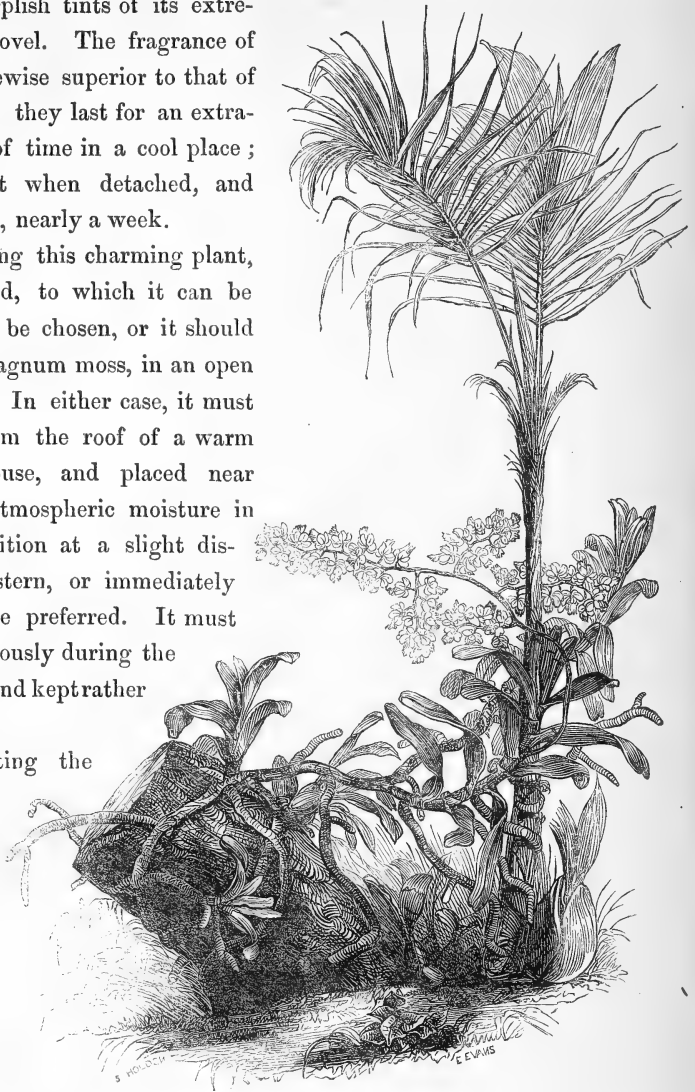 plish tints of its extre-
ovel. The fragrance of
ewise superior to that of
they last for an extra-
of time in a cool place ;
t when detached, and
, nearly a week.
ng this charming plant,
d, to which it can be
be chosen, or it should
agnum moss, in an open
In either case, it must
m the roof of a warm
use, and placed near
tmospheric moisture in
ition at a slight dis-
stern, or immediately
e preferred. It must
ously during the
nd kept rather
ting the
S HOLDEN E EVANS